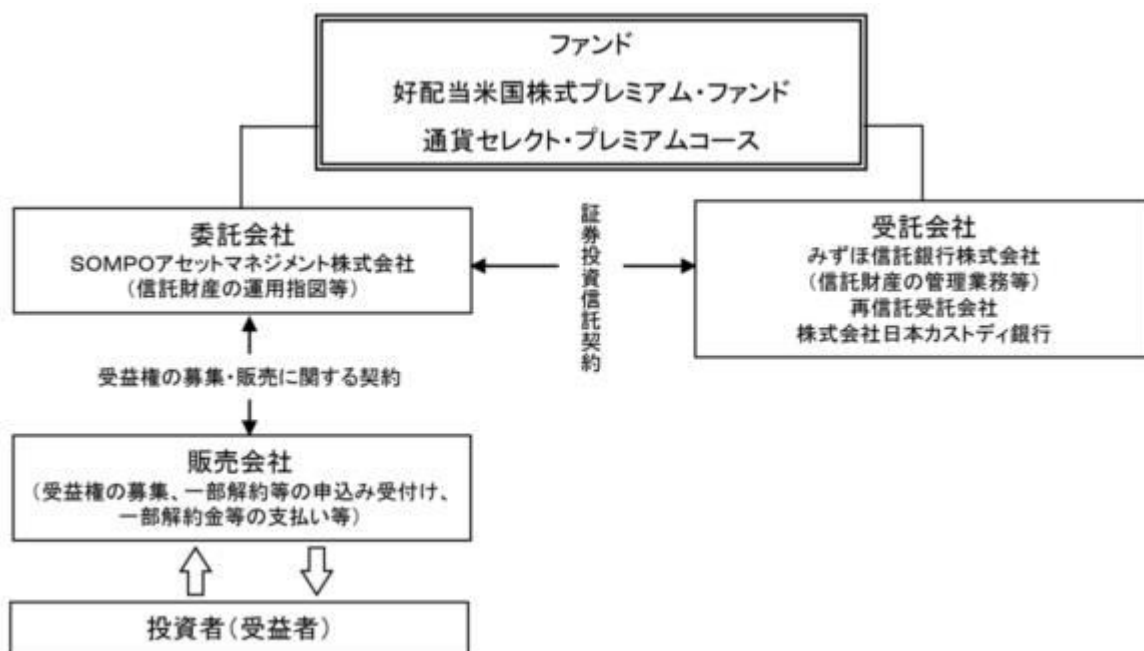 ファンド
好配当米国株式プレミアム・ファンド
通貨セレクト・プレミアムコース
委託会社
SOMPOアセットマネジメント株式会社
（信託財産の運用指図等）
証券投資信託契約
受託会社
みずほ信託銀行株式会社
（信託財産の管理業務等）
再信託受託会社
株式会社日本カストディ銀行
受益権の募集・販売に関する契約
販売会社
（受益権の募集、一部解約等の申込み受付け、
一部解約金等の支払い等）
投資者（受益者）